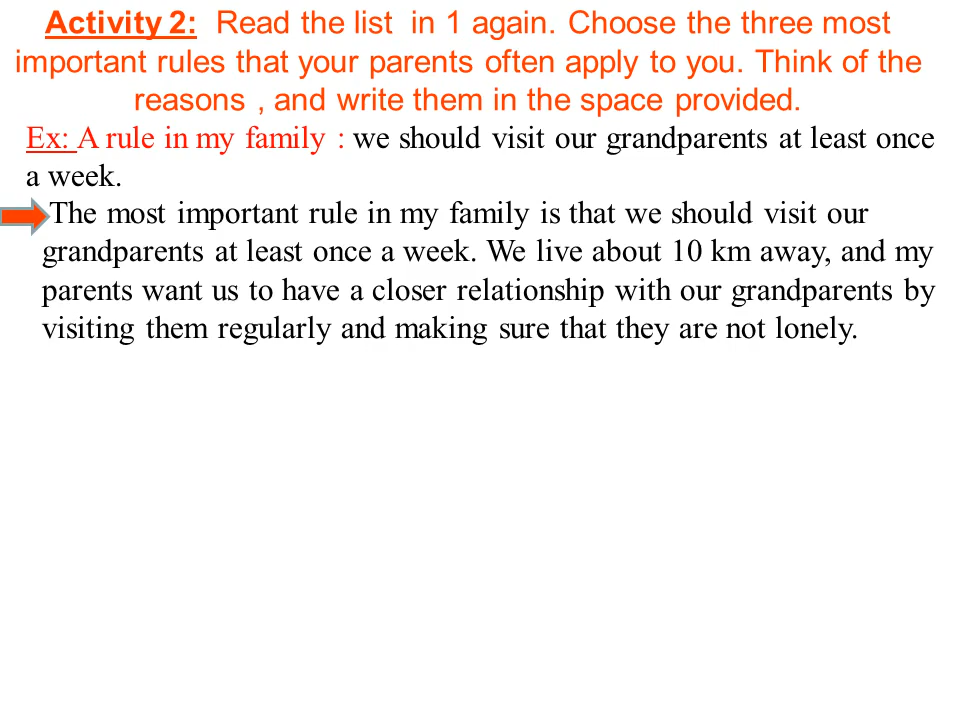 Activity 2: Read the list in 1 again. Choose the three most
important rules that your parents often apply to you. Think of the
reasons , and write them in the space provided.
Ex: A rule in my family : we should visit our grandparents at least once
a week.
The most important rule in my family is that we should visit our
grandparents at least once a week. We live about 10 km away, and my
parents want us to have a closer relationship with our grandparents by
visiting them regularly and making sure that they are not lonely.